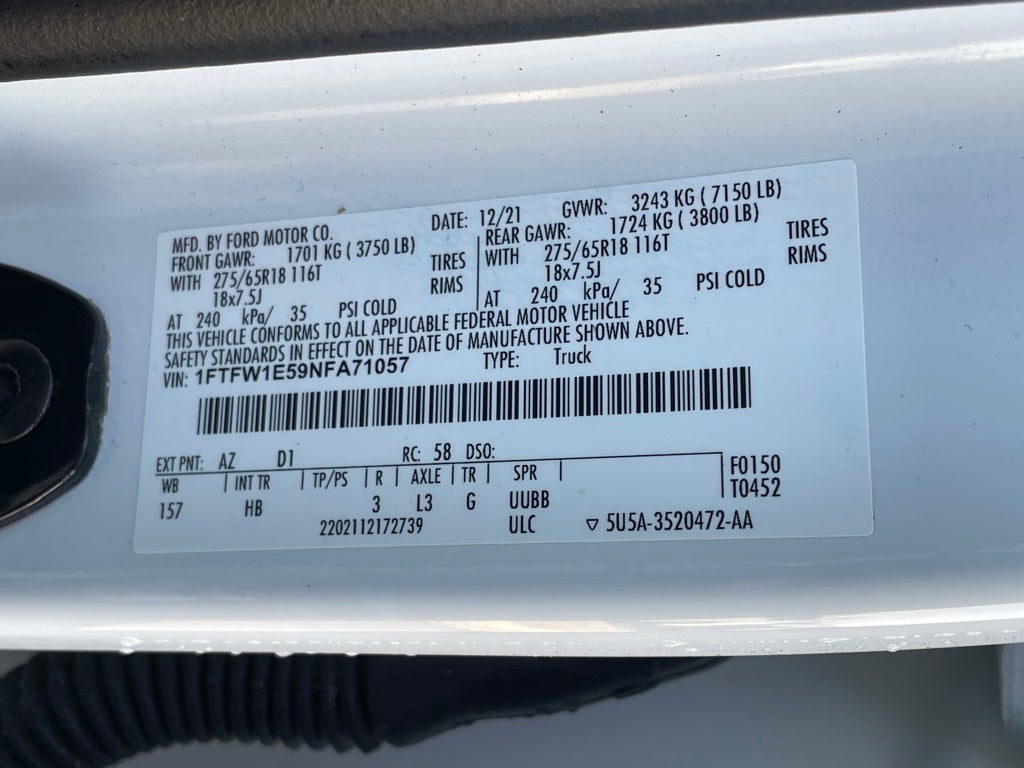 MFD. BY FORD MOTOR CO. DATE: 12/21 GVWR: 3243 KG ( 7150 LB)
FRONT GAWR: 1701 KG ( 3750 LB) REAR GAWR: 1724 KG ( 3800 LB)
WITH 275/65R18 116T TIRES WITH 275/65R18 116T TIRES
18x7.5J RIMS 18x7.5J RIMS
AT 240 kPa/ 35 PSI COLD AT 240 kPa/ 35 PSI COLD
THIS VEHICLE CONFORMS TO ALL APPLICABLE FEDERAL MOTOR VEHICLE
SAFETY STANDARDS IN EFFECT ON THE DATE OF MANUFACTURE SHOWN ABOVE.
VIN: 1FTFW1E59NFA71057 TYPE: Truck
EXT PNT: AZ D1 RC: 58 DSO:
WB INT TR TP/PS R AXLE TR SPR F0150
157 HB 3 L3 G UUBB T0452
2202112172739 ULC ▽ 5U5A-3520472-AA